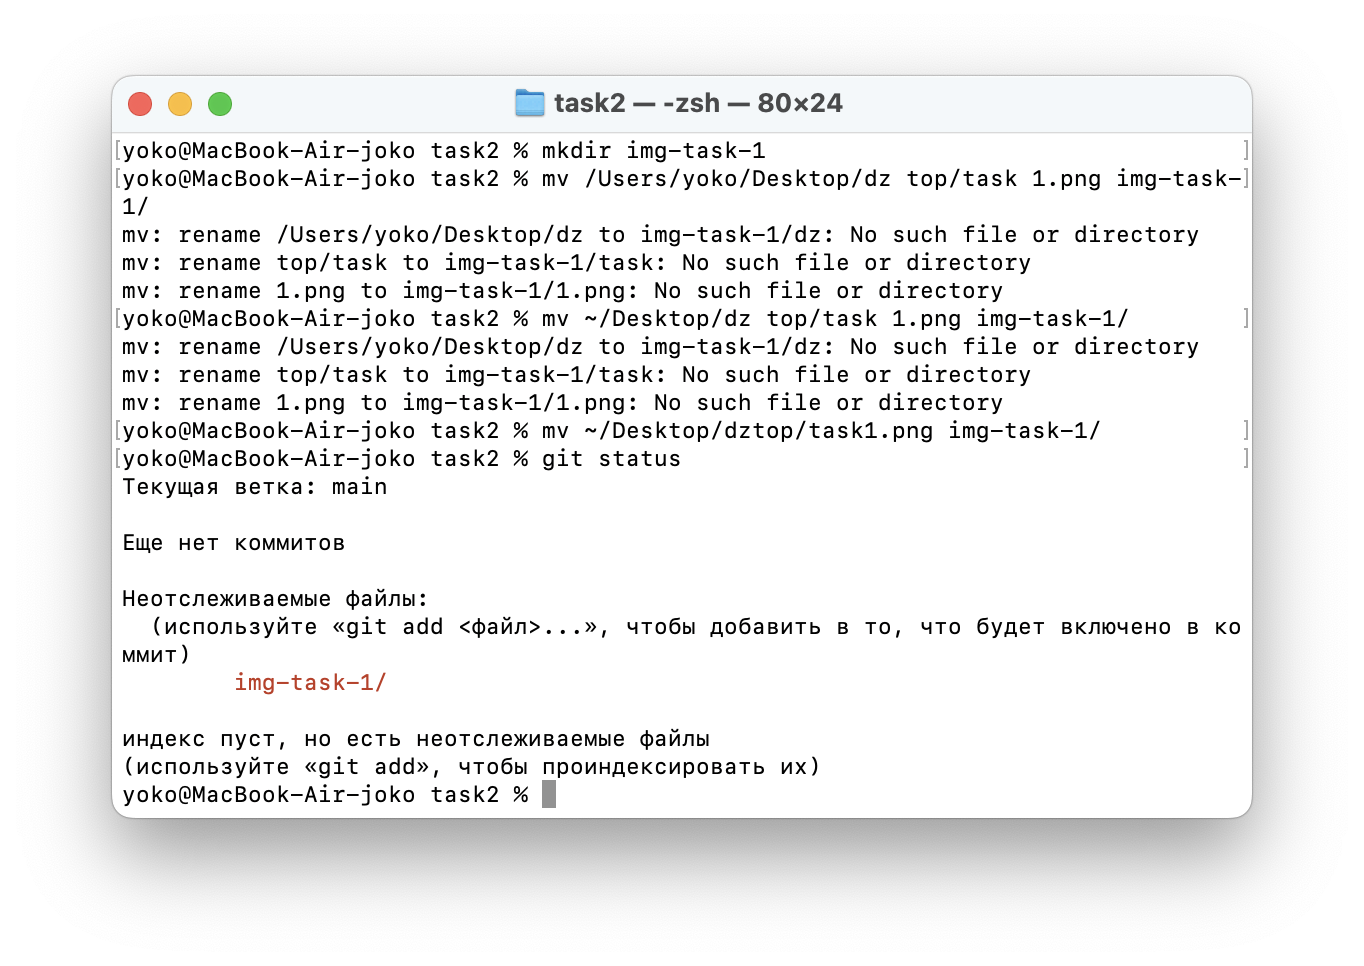 task2 — -zsh — 80×24
yoko@MacBook-Air-joko task2 % mkdir img-task-1
yoko@MacBook-Air-joko task2 % mv /Users/yoko/Desktop/dz top/task 1.png img-task-
1/
mv: rename /Users/yoko/Desktop/dz to img-task-1/dz: No such file or directory
mv: rename top/task to img-task-1/task: No such file or directory
mv: rename 1.png to img-task-1/1.png: No such file or directory
yoko@MacBook-Air-joko task2 % mv ~/Desktop/dz top/task 1.png img-task-1/
mv: rename /Users/yoko/Desktop/dz to img-task-1/dz: No such file or directory
mv: rename top/task to img-task-1/task: No such file or directory
mv: rename 1.png to img-task-1/1.png: No such file or directory
yoko@MacBook-Air-joko task2 % mv ~/Desktop/dztop/task1.png img-task-1/
yoko@MacBook-Air-joko task2 % git status
Текущая ветка: main
Еще нет коммитов
Неотслеживаемые файлы:
(используйте «git add <файл>...», чтобы добавить в то, что будет включено в ко
ммит)
img-task-1/
индекс пуст, но есть неотслеживаемые файлы
(используйте «git add», чтобы проиндексировать их)
yoko@MacBook-Air-joko task2 %